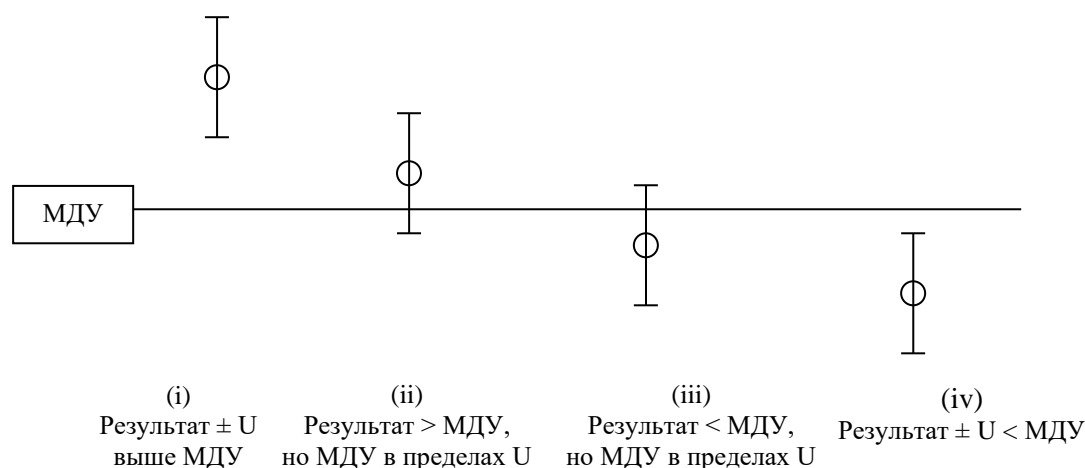 МДУ
(i)
Результат ± U
выше МДУ
(ii)
Результат > МДУ,
но МДУ в пределах U
(iii)
Результат < МДУ,
но МДУ в пределах U
(iv)
Результат ± U < МДУ